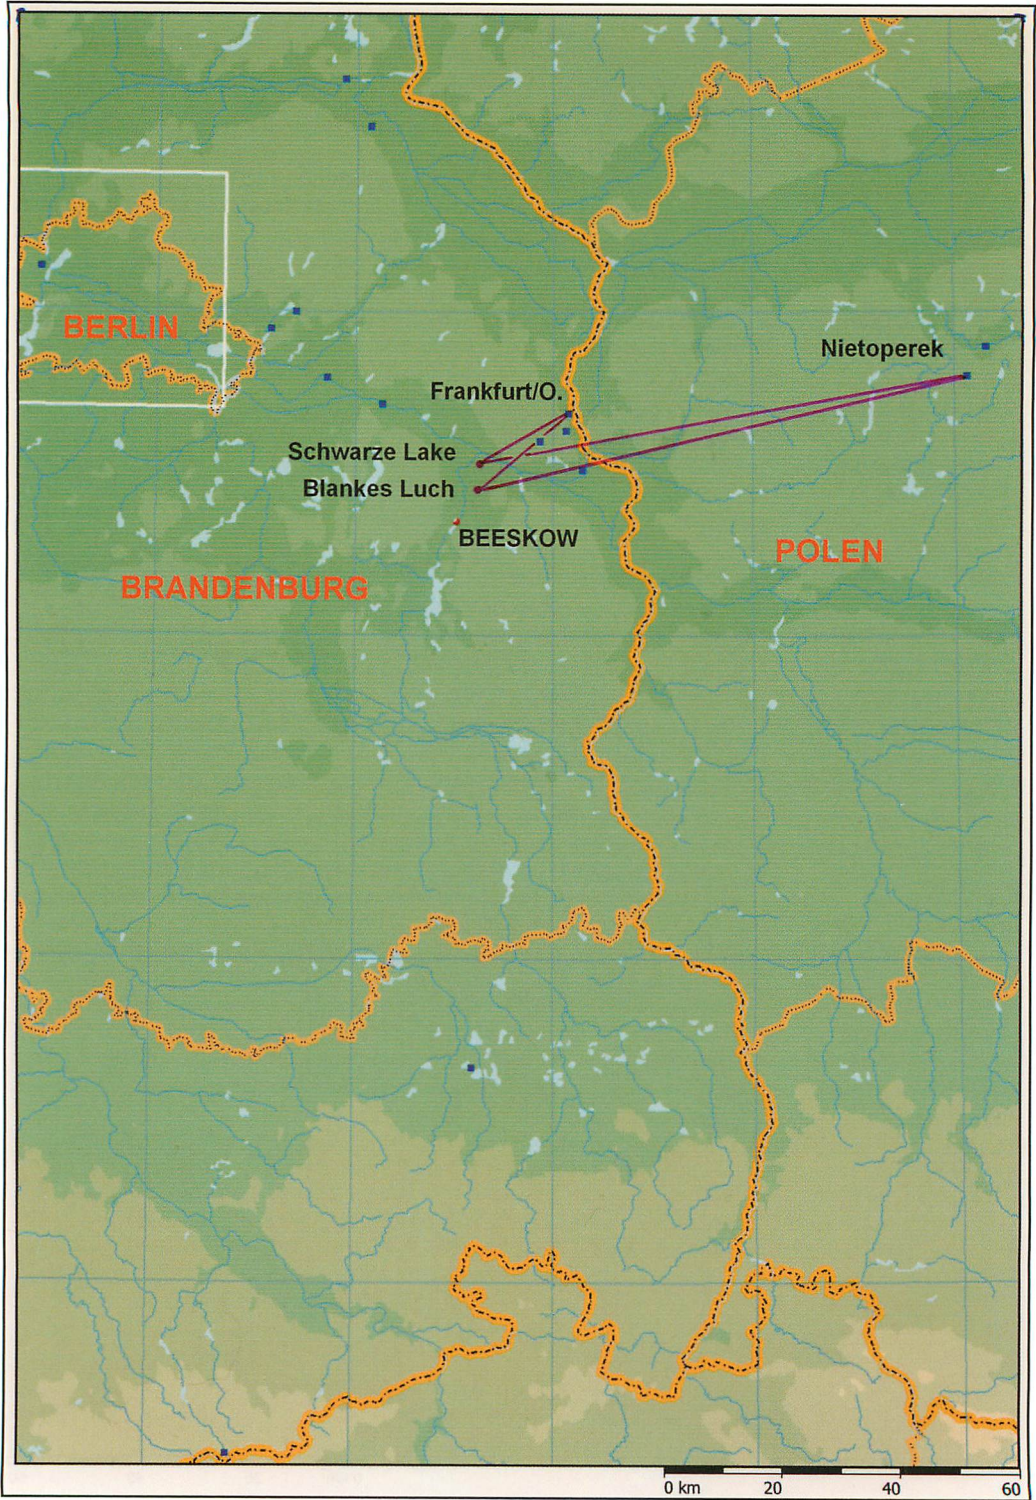 BERLIN
Nietoperek
Frankfurt/O.
Schwarze Lake
Blankes Luch
BEESKOW
POLEN
BRANDENBURG
0 km 20 40 60